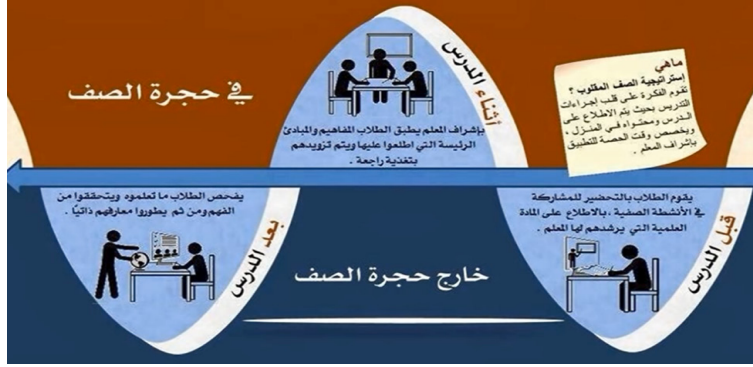 ماهي
إستراتيجية الصف المقلوب ؟
تقوم الفكرة على قلب إجراءات
التدريس بحيث يتم الاطلاع على
الدرس ومحتواه في المنزل ،
ويخصص وقت الحصة للتطبيق
بإشراف المعلم .
في حجرة الصف
أثناء الدرس
بإشراف المعلم يطبق الطلاب المفاهيم والمبادئ
الرئيسة التي اطلعوا عليها ويتم تزويدهم
بتغذية راجعة .
قبل الدرس
يقوم الطلاب بالتحضير للمشاركة
في الأنشطة الصفية ، بالاطلاع على المادة
العلمية التي يرشدهم لها المعلم .
خارج حجرة الصف
بعد الدرس
يفحص الطلاب ما تعلموه ويتحققوا من
الفهم ومن ثم يطوروا معارفهم ذاتيًا .